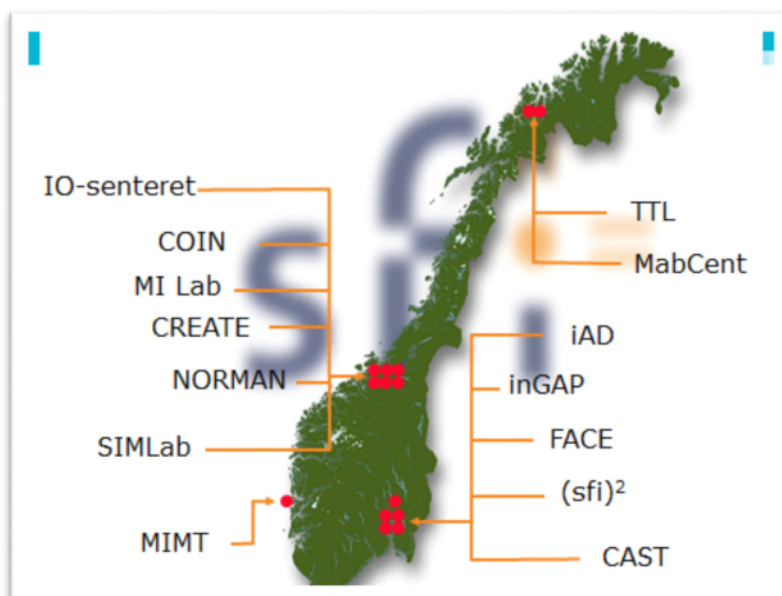 sfi
IO-senteret
COIN
MI Lab
CREATE
NORMAN
SIMLab
MIMT
TTL
MabCent
iAD
inGAP
FACE
(sfi)²
CAST